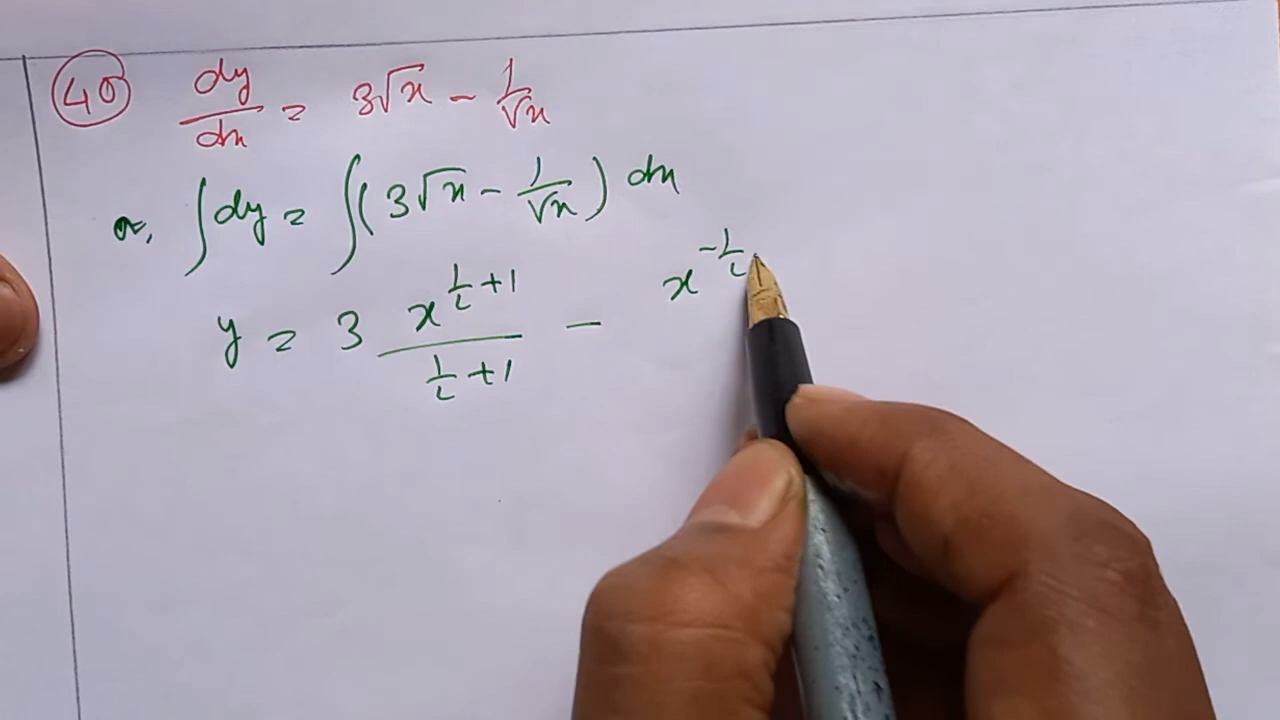 40 dy/dx = 3√x - 1/√x
or, ∫dy = ∫(3√x - 1/√x) dx
y = 3 x^(1/2+1)/(1/2+1) - x^(-1/2